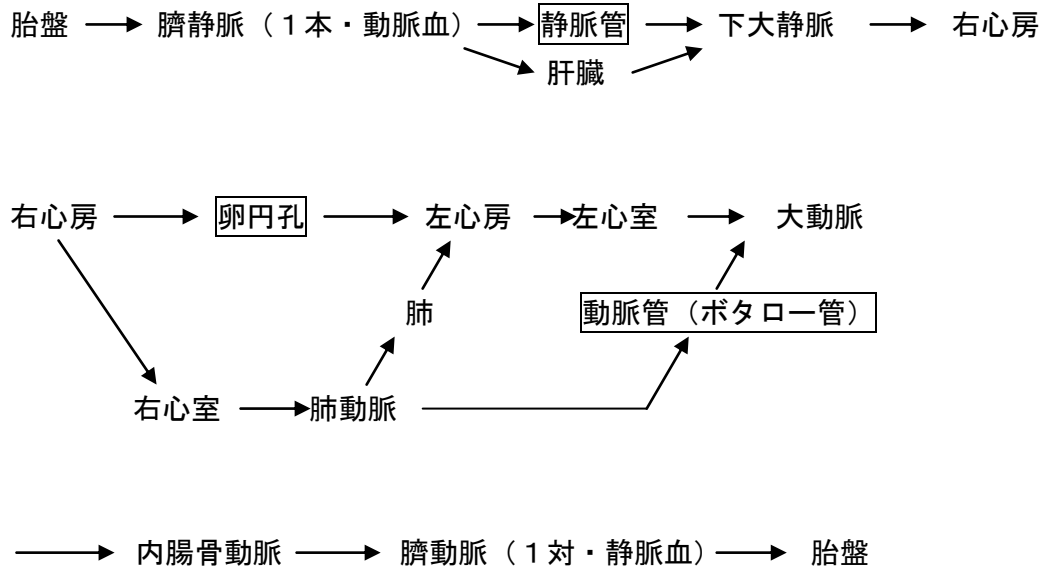 胎盤 → 臍静脈（1本・動脈血） → 静脈管 → 下大静脈 → 右心房
肝臓
右心房 → 卵円孔 → 左心房 → 左心室 → 大動脈
肺 動脈管（ボタロー管）
右心室 → 肺動脈
→ 内腸骨動脈 → 臍動脈（1対・静脈血） → 胎盤